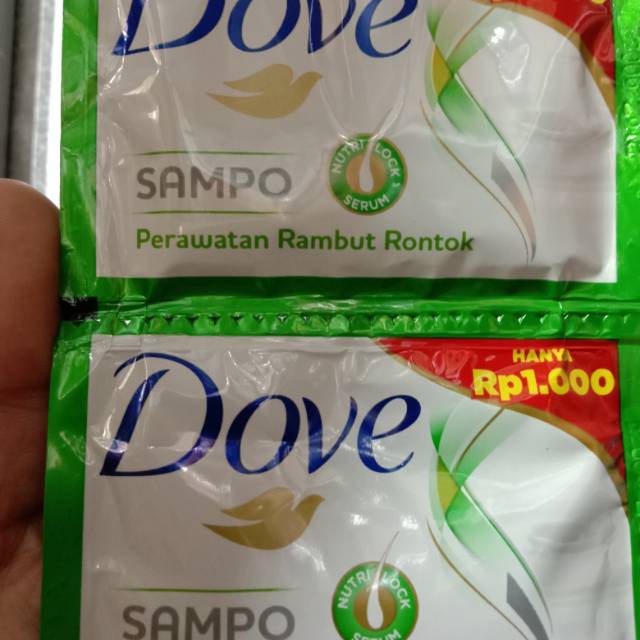 Dove
SAMPO
NUTRI LOCK
SERUM
Perawatan Rambut Rontok
HANYA
Rp1.000
Dove
SAMPO
NUTRI LOCK
SERUM